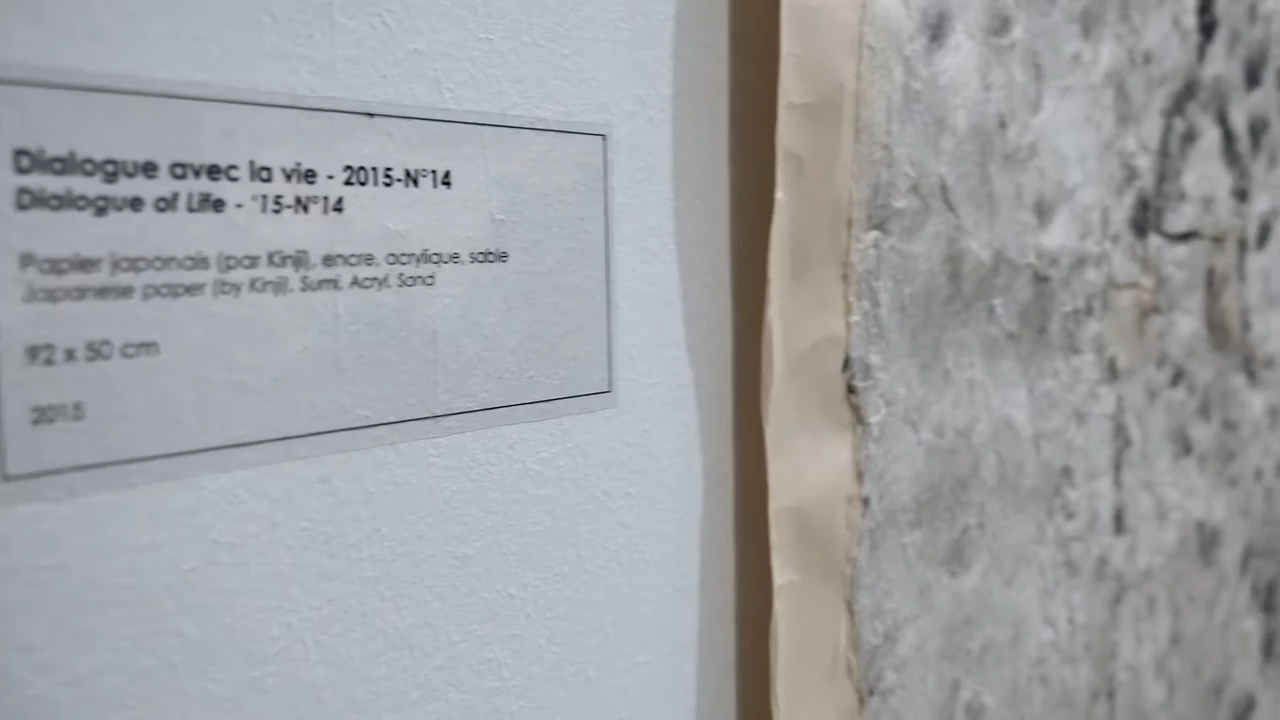 Dialogue avec la vie - 2015-N°14
Dialogue of Life - '15-N°14
Papier japonais (par Kinji), encre, acrylique, sable
Japanese paper (by Kinji), Sumi, Acryl, Sand
92 x 50 cm
2015